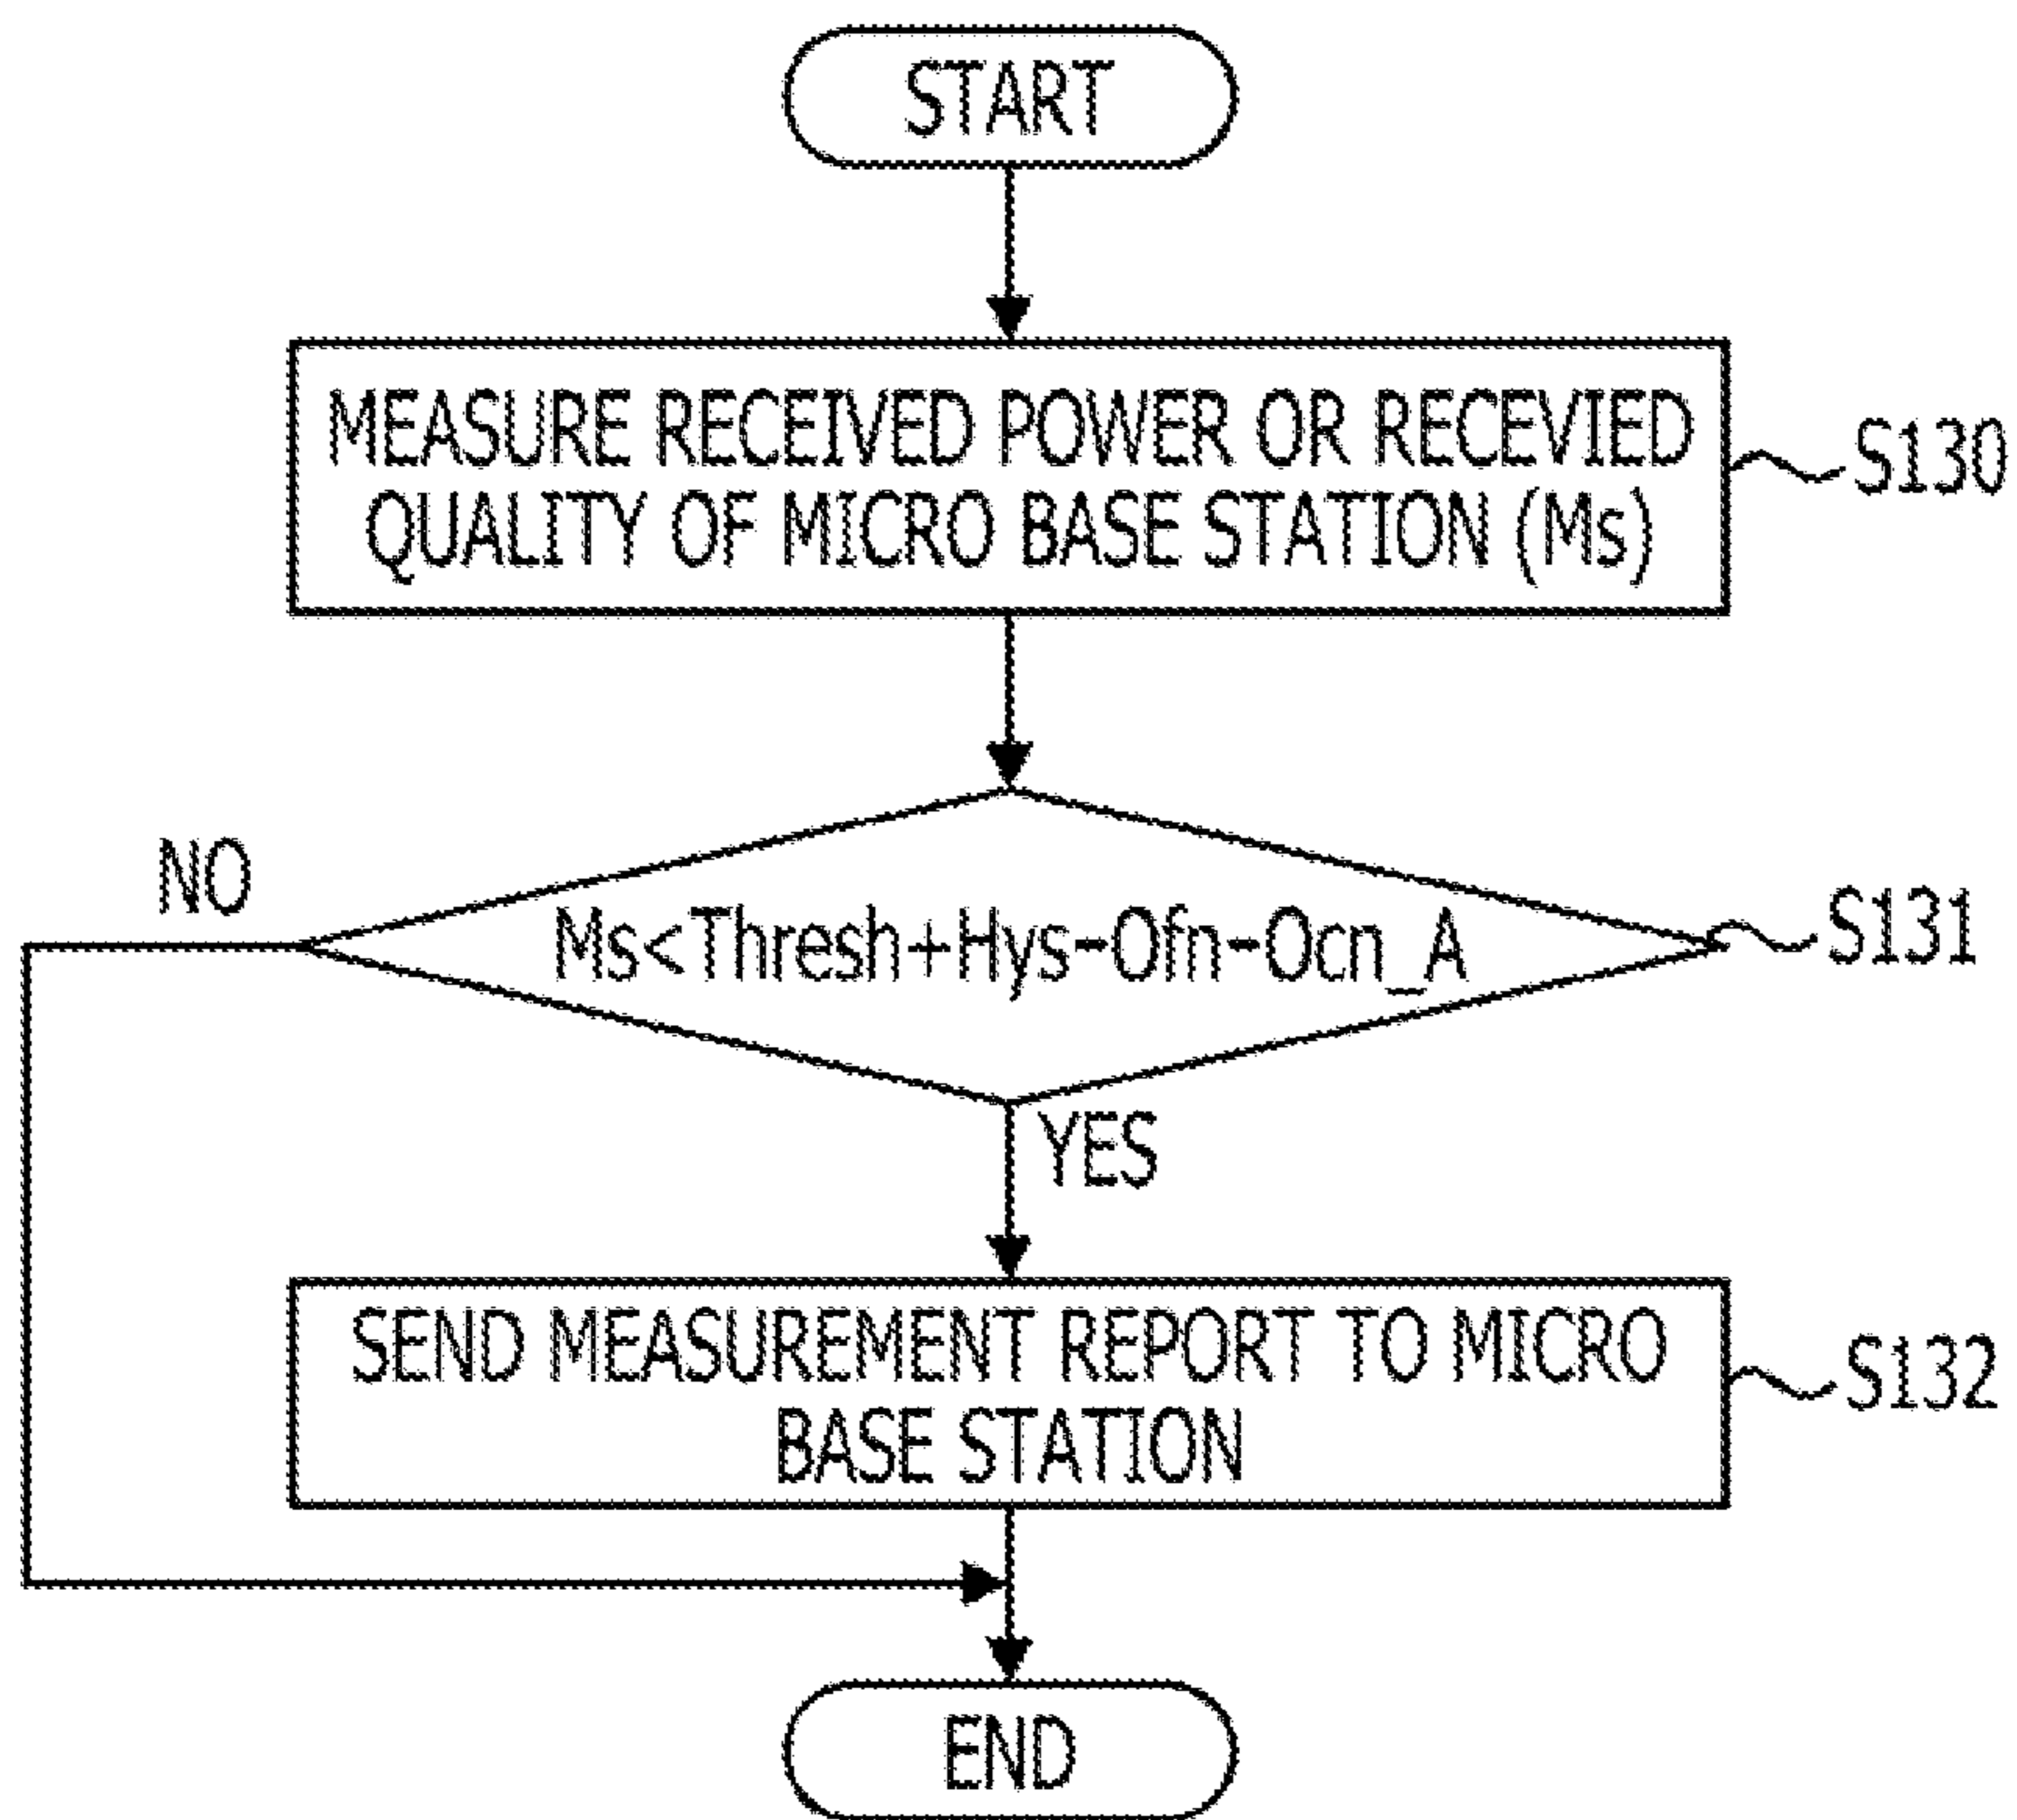 START
MEASURE RECEIVED POWER OR RECEVIED
QUALITY OF MICRO BASE STATION (Ms)
S130
NO
Ms<Thresh+Hys-Ofn-Ocn_A
S131
YES
SEND MEASUREMENT REPORT TO MICRO
BASE STATION
S132
END